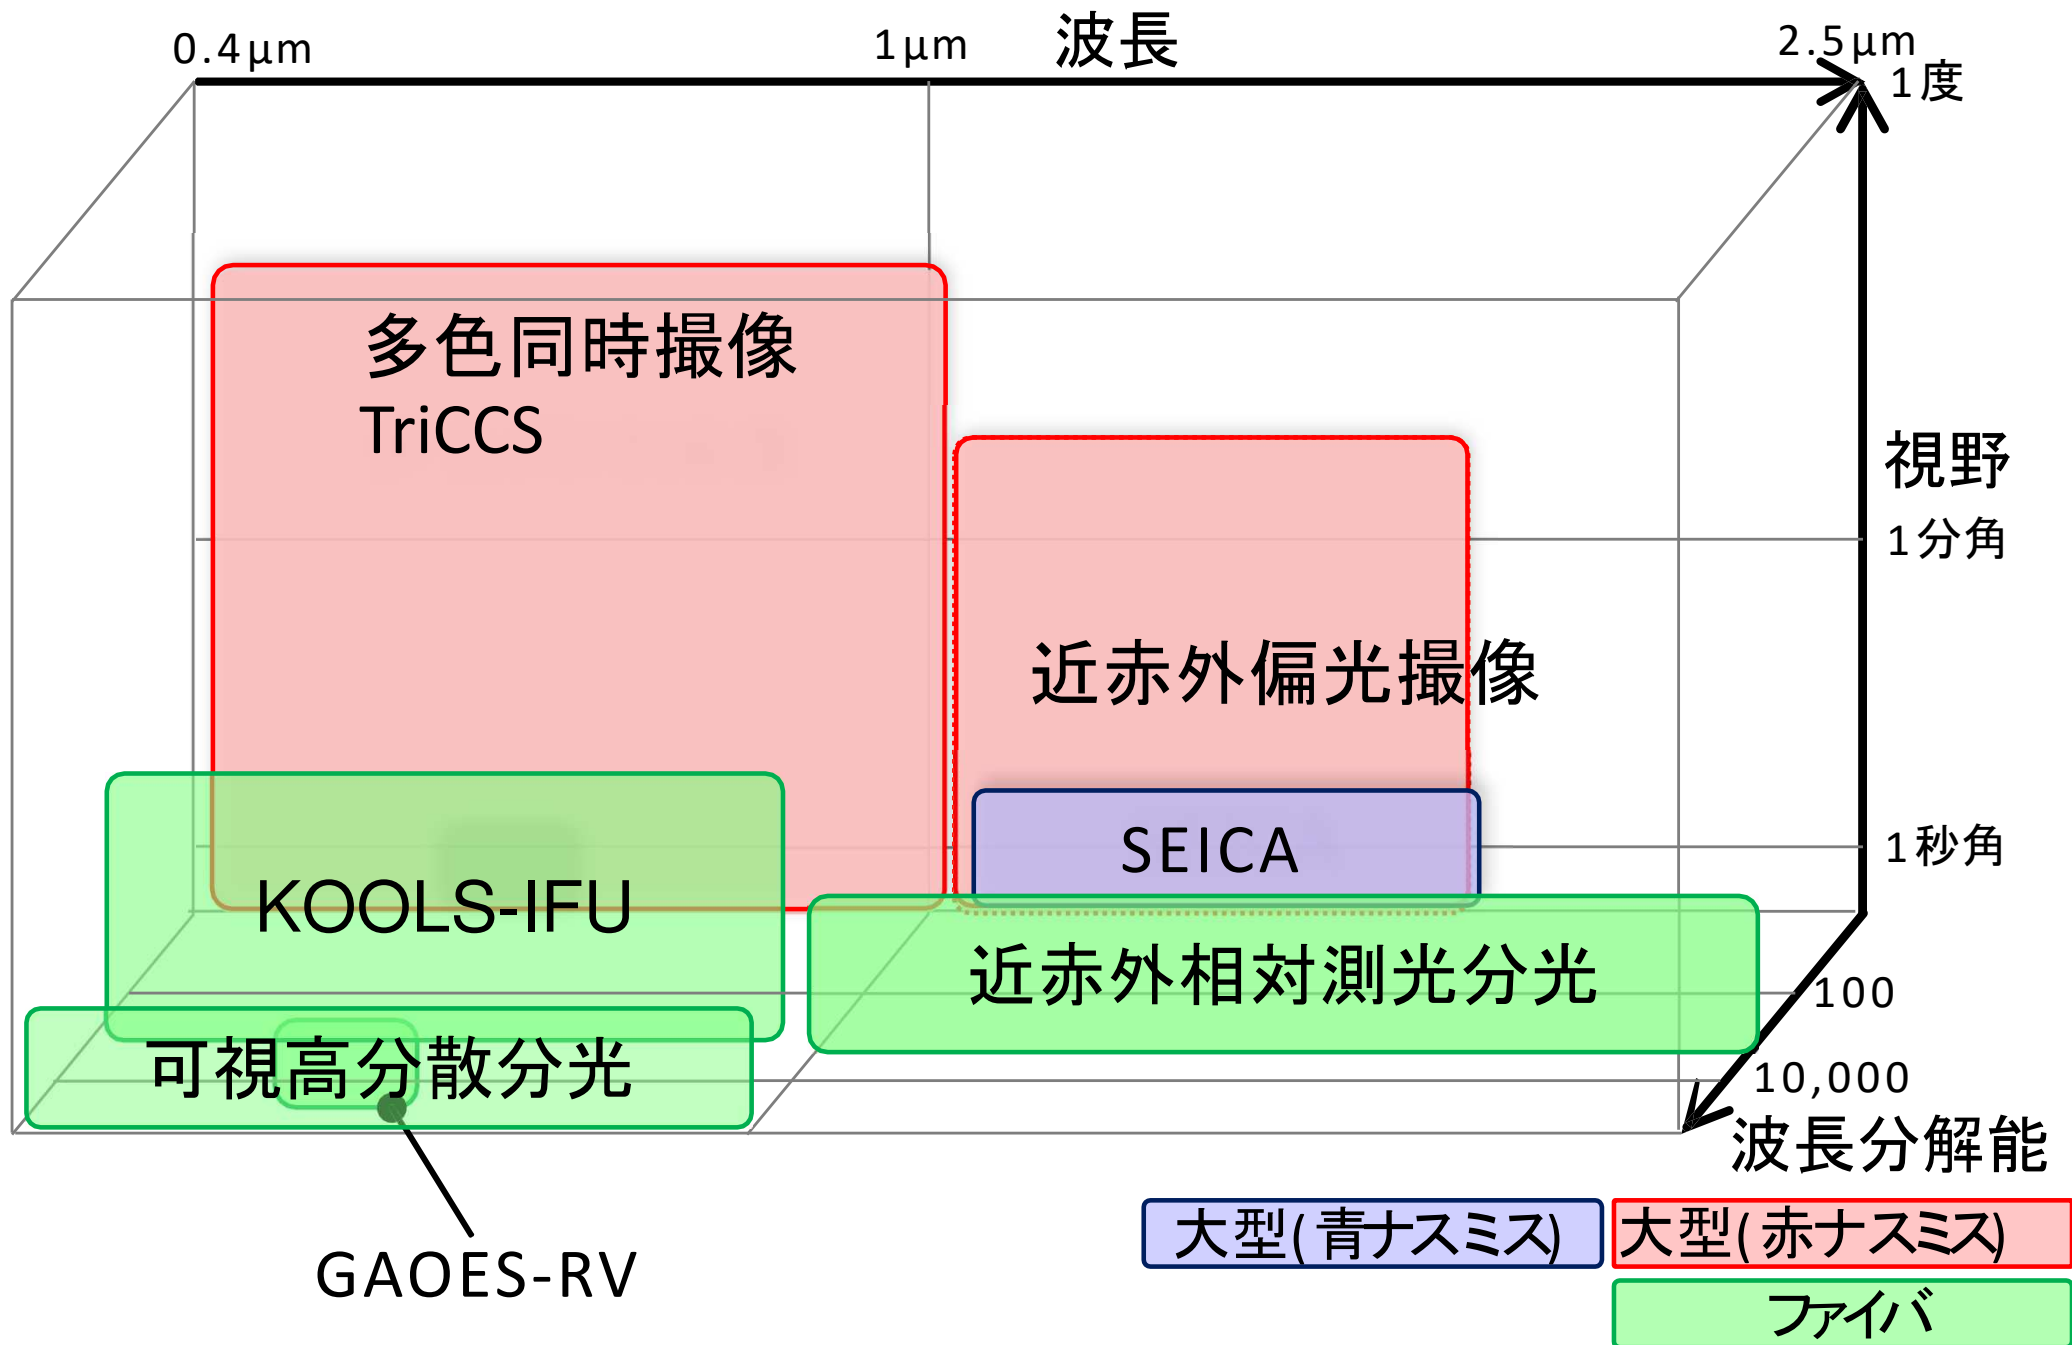 0.4μm
1μm
波長
2.5μm
1度
多色同時撮像
TriCCS
視野
1分角
近赤外偏光撮像
SEICA
1秒角
KOOLS-IFU
近赤外相対測光分光
100
可視高分散分光
10,000
波長分解能
大型(青ナスミス)
大型(赤ナスミス)
GAOES-RV
ファイバ